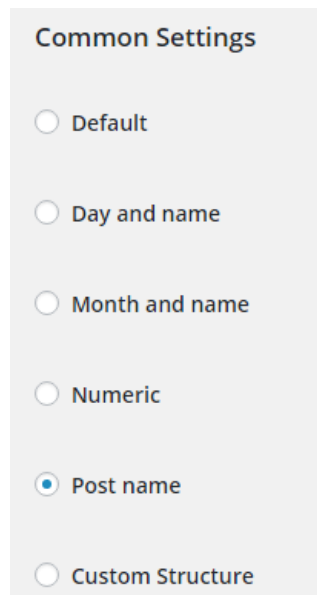 Common Settings
Default
Day and name
Month and name
Numeric
Post name
Custom Structure